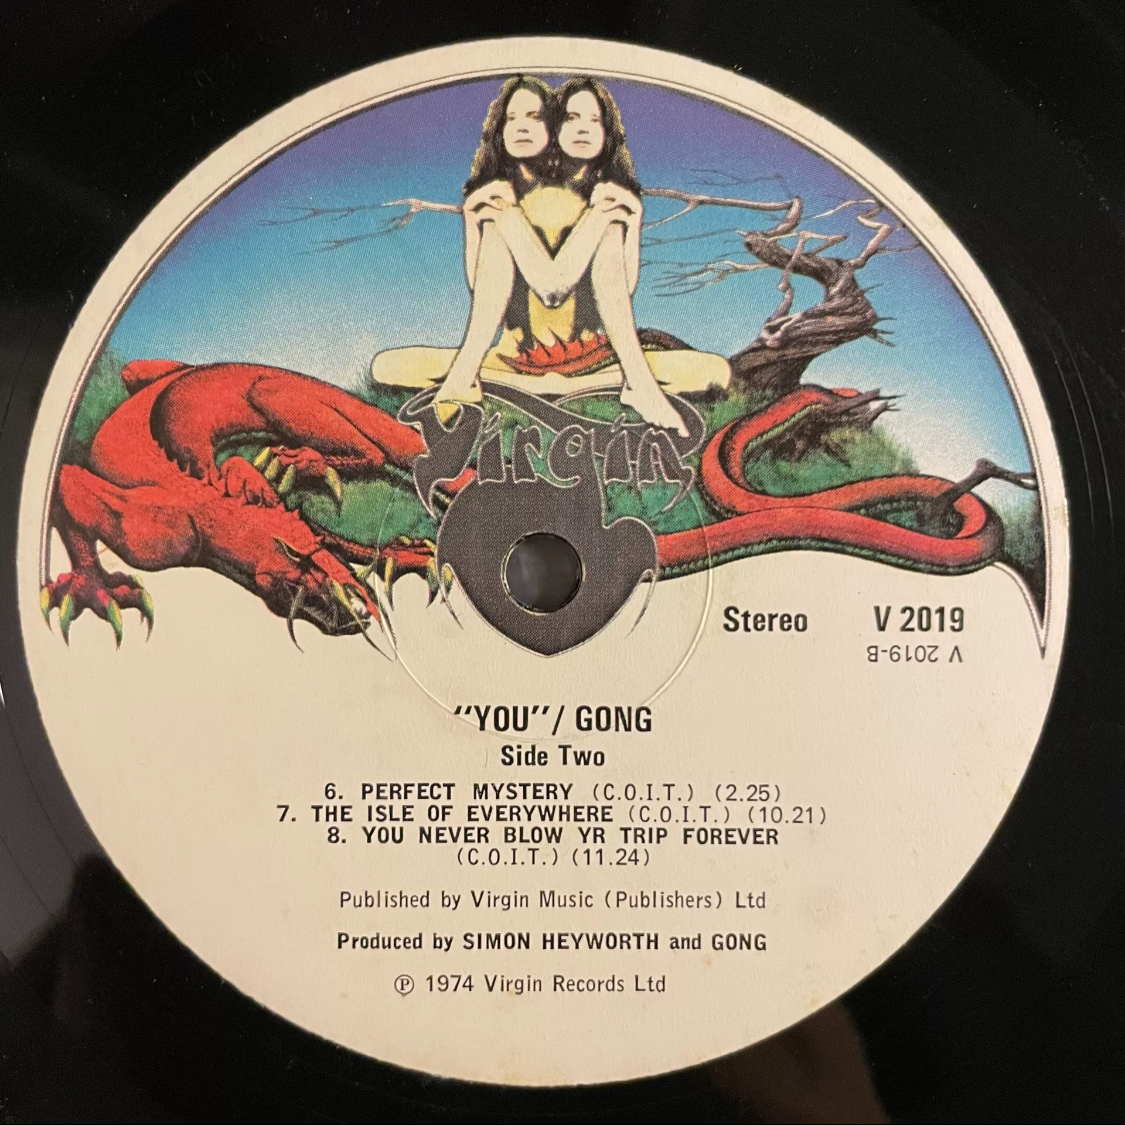 Virgin
Stereo V 2019
V 2019-B
"YOU"/ GONG
Side Two
6. PERFECT MYSTERY (C.O.I.T.) (2.25)
7. THE ISLE OF EVERYWHERE (C.O.I.T.) (10.21)
8. YOU NEVER BLOW YR TRIP FOREVER
(C.O.I.T.) (11.24)
Published by Virgin Music (Publishers) Ltd
Produced by SIMON HEYWORTH and GONG
℗ 1974 Virgin Records Ltd